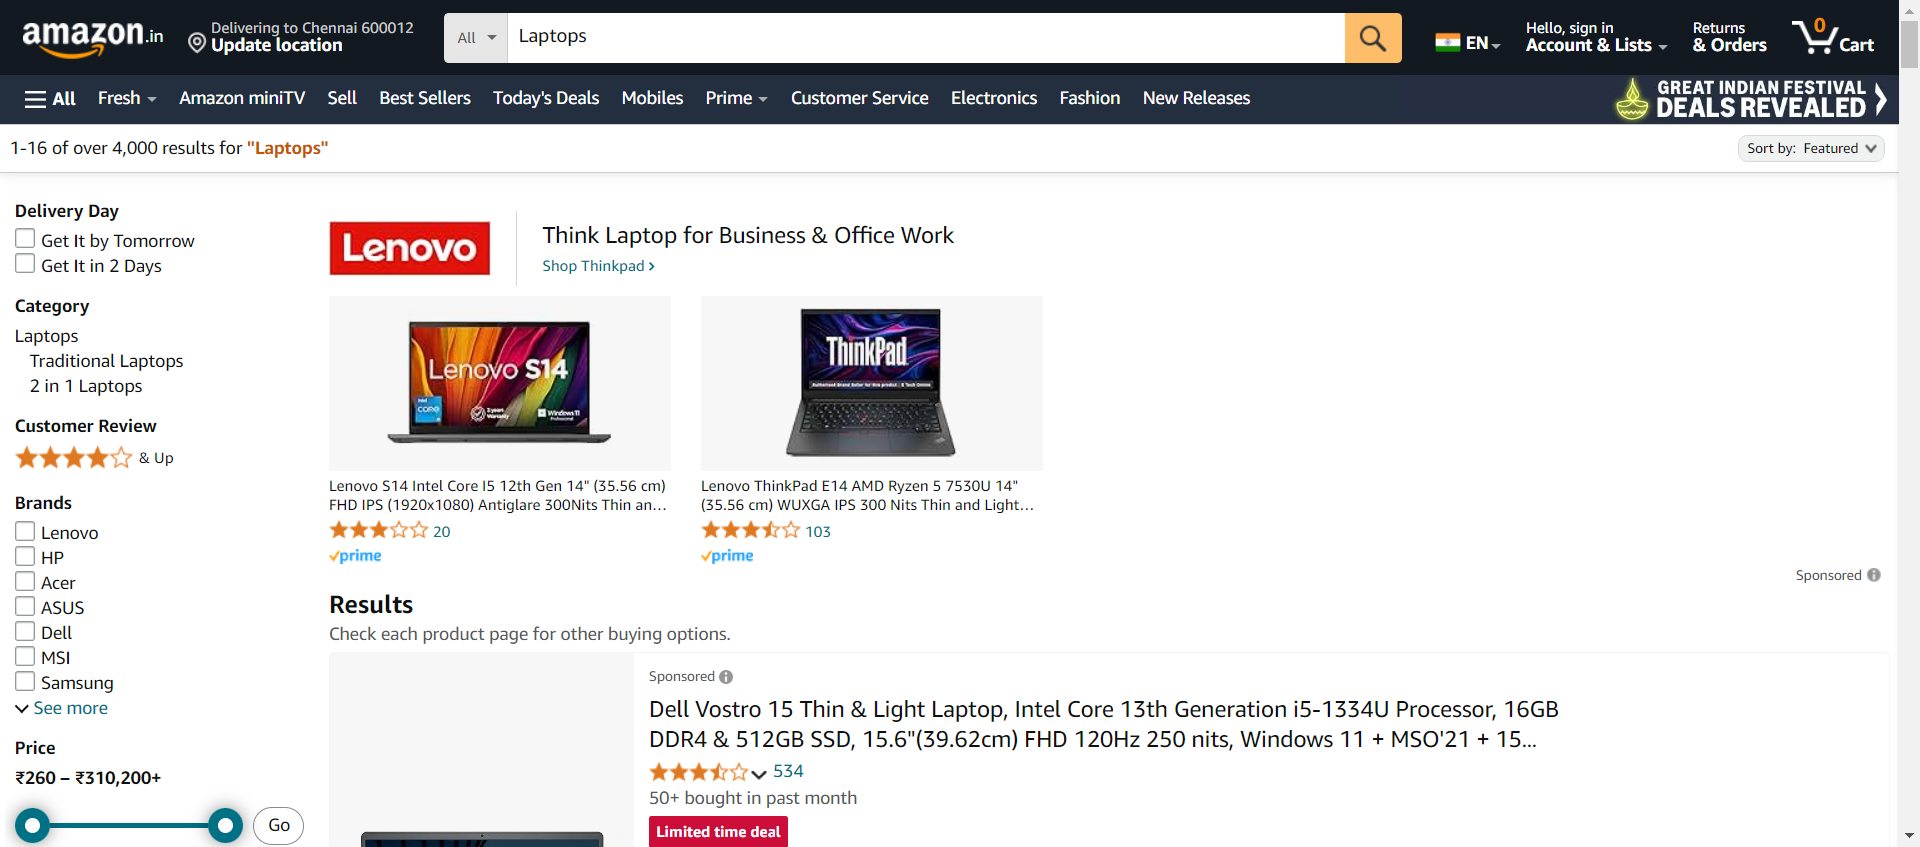 amazon.in
Delivering to Chennai 600012
Update location
All
Laptops
EN
Hello, sign in
Account & Lists
Returns
& Orders
0
Cart
All
Fresh
Amazon miniTV
Sell
Best Sellers
Today's Deals
Mobiles
Prime
Customer Service
Electronics
Fashion
New Releases
GREAT INDIAN FESTIVAL
DEALS REVEALED
1-16 of over 4,000 results for "Laptops"
Sort by: Featured
Delivery Day
Get It by Tomorrow
Get It in 2 Days
Category
Laptops
Traditional Laptops
2 in 1 Laptops
Customer Review
& Up
Brands
Lenovo
HP
Acer
ASUS
Dell
MSI
Samsung
See more
Price
₹260 – ₹310,200+
Go
Lenovo
Think Laptop for Business & Office Work
Shop Thinkpad
Lenovo S14
intel
CORE
2 years
Warranty
Windows 11
Lenovo S14 Intel Core I5 12th Gen 14" (35.56 cm)
FHD IPS (1920x1080) Antiglare 300Nits Thin an…
20
prime
ThinkPad
Lenovo ThinkPad E14 AMD Ryzen 5 7530U 14"
(35.56 cm) WUXGA IPS 300 Nits Thin and Light…
103
prime
Sponsored
Results
Check each product page for other buying options.
Sponsored
Dell Vostro 15 Thin & Light Laptop, Intel Core 13th Generation i5-1334U Processor, 16GB
DDR4 & 512GB SSD, 15.6"(39.62cm) FHD 120Hz 250 nits, Windows 11 + MSO'21 + 15...
534
50+ bought in past month
Limited time deal